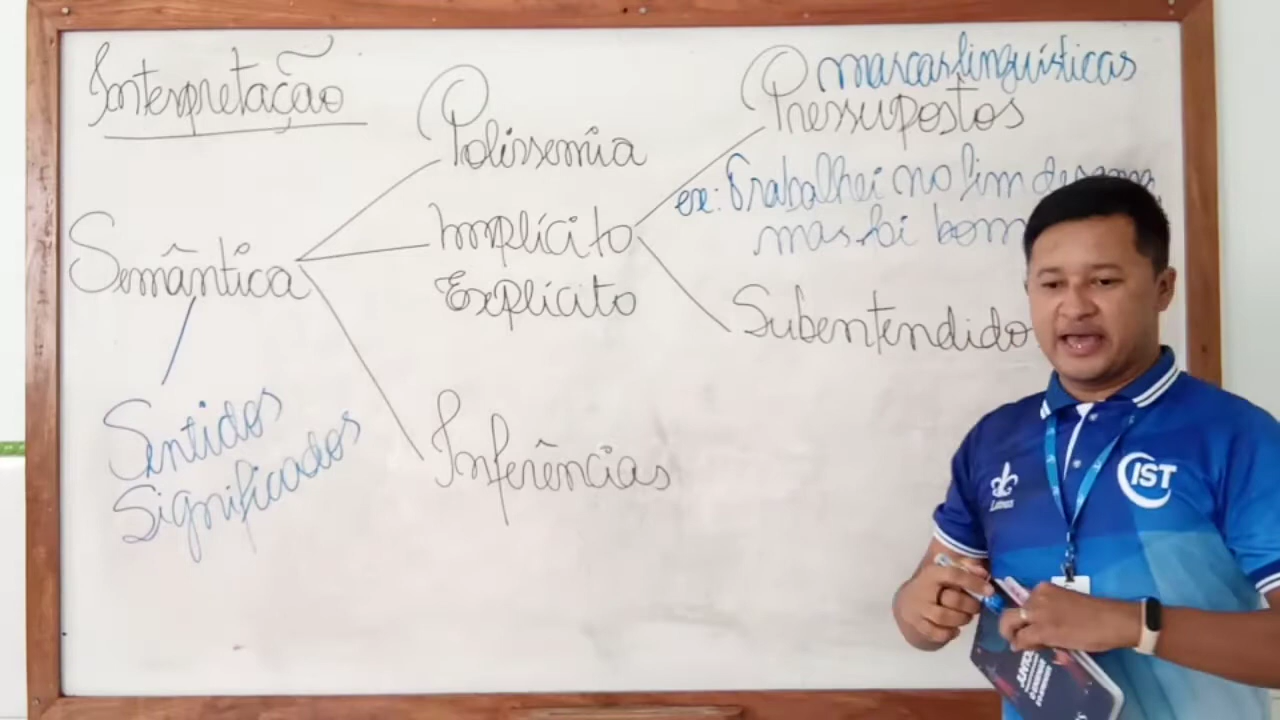 Interpretação
Semântica
Sentidos
Significados
Polissemia
Implícito
Explícito
Inferências
marcas linguísticas
Pressupostos
ex: Trabalhei no fim de
mas foi bom
Subentendido
IST